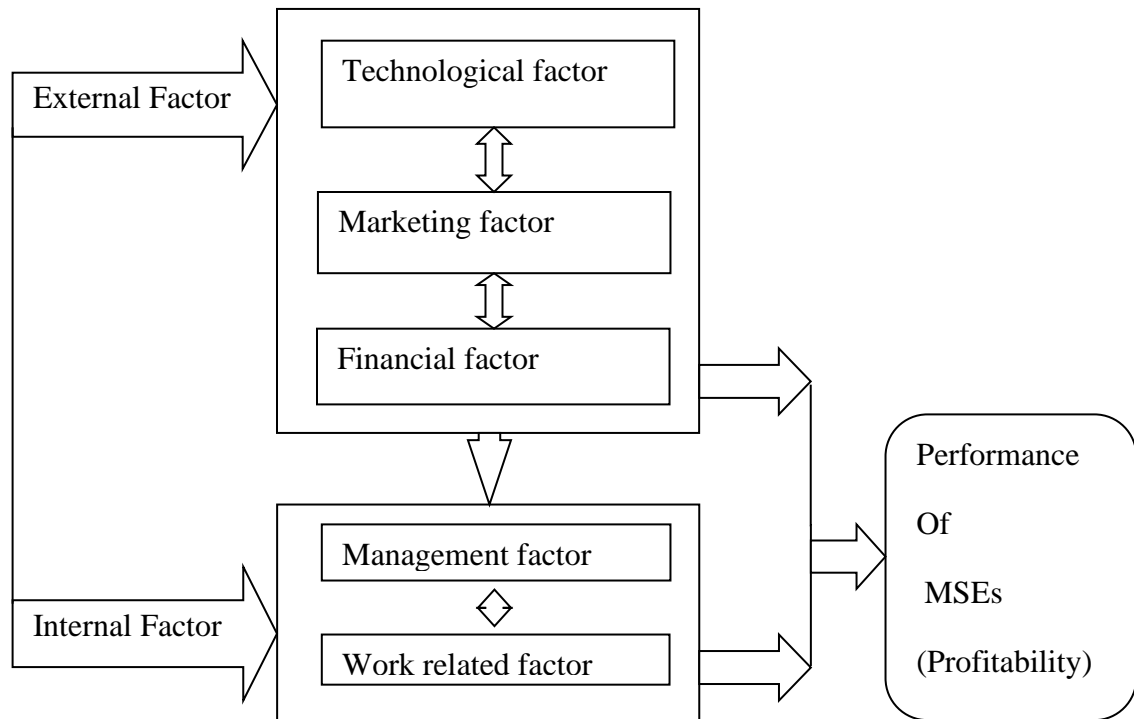 External Factor
Technological factor
Marketing factor
Financial factor
Internal Factor
Management factor
Work related factor
Performance
Of
MSEs
(Profitability)